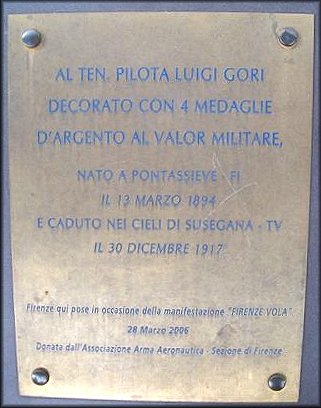 AL TEN. PILOTA LUIGI GORI
DECORATO CON 4 MEDAGLIE
D'ARGENTO AL VALOR MILITARE,
NATO A PONTASSIEVE - FI
IL 13 MARZO 1894
E CADUTO NEI CIELI DI SUSEGANA - TV
IL 30 DICEMBRE 1917
Firenze qui pose in occasione della manifestazione "FIRENZE VOLA"
28 Marzo 2006
Donata dall'Associazione Arma Aeronautica - Sezione di Firenze